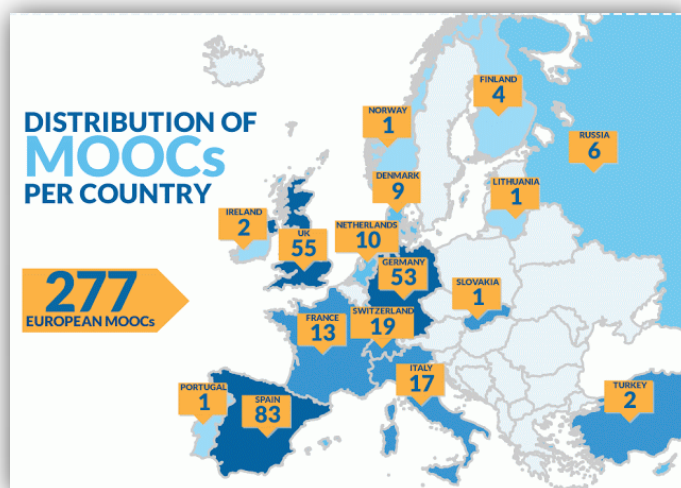 DISTRIBUTION OF
MOOCs
PER COUNTRY
277
EUROPEAN MOOCs
FINLAND
4
NORWAY
1
RUSSIA
6
DENMARK
9
LITHUANIA
1
IRELAND
2
UK
55
NETHERLANDS
10
GERMANY
53
SLOVAKIA
1
FRANCE
13
SWITZERLAND
19
ITALY
17
PORTUGAL
1
SPAIN
83
TURKEY
2